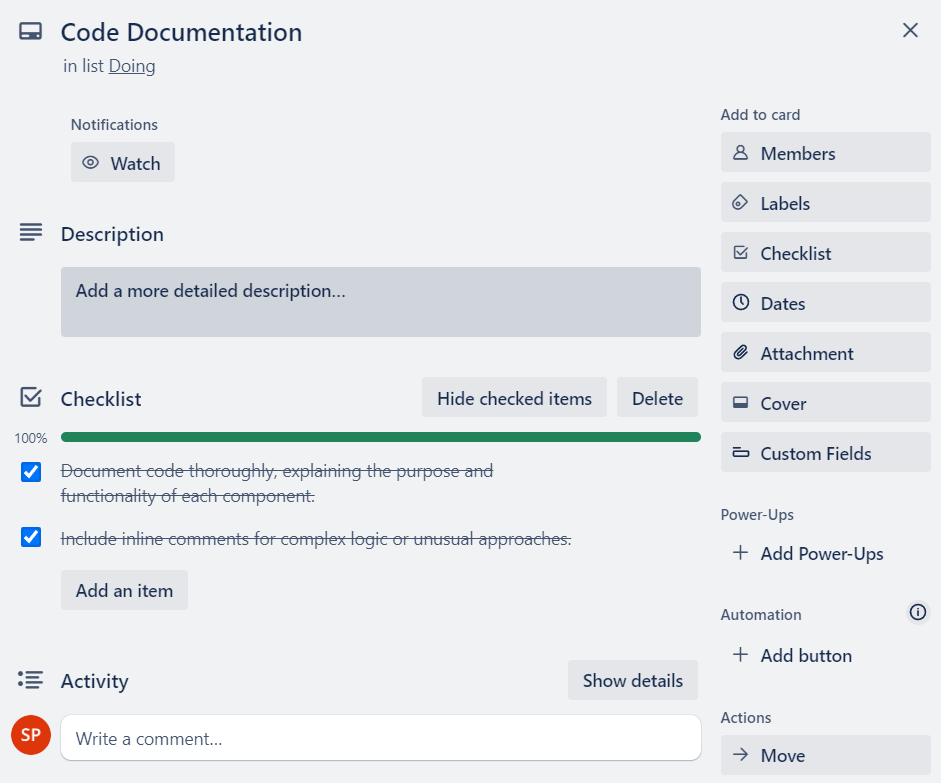 Code Documentation
in list Doing
Notifications
Watch
Description
Add a more detailed description…
Checklist
Hide checked items
Delete
100%
Document code thoroughly, explaining the purpose and
functionality of each component.
Include inline comments for complex logic or unusual approaches.
Add an item
Activity
Show details
SP
Write a comment…
Add to card
Members
Labels
Checklist
Dates
Attachment
Cover
Custom Fields
Power-Ups
Add Power-Ups
Automation
Add button
Actions
Move